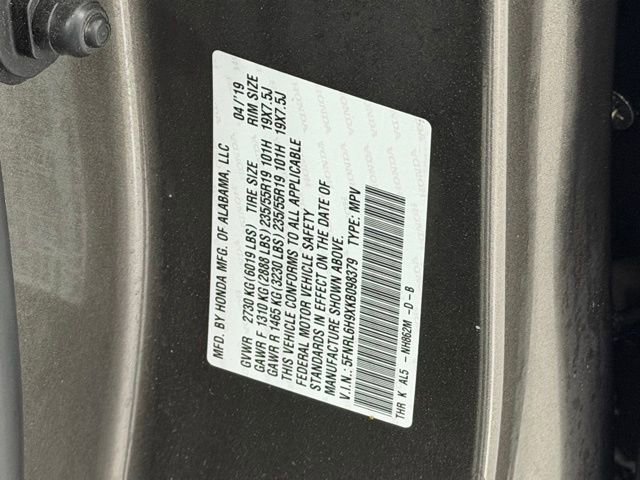 MFD. BY HONDA MFG. OF ALABAMA, LLC 04/'19
GVWR 2730 KG(6019 LBS) TIRE SIZE RIM SIZE
GAWR F 1310 KG(2888 LBS)235/55R19 101H 19X7.5J
GAWR R 1465 KG(3230 LBS)235/55R19 101H 19X7.5J
THIS VEHICLE CONFORMS TO ALL APPLICABLE
FEDERAL MOTOR VEHICLE SAFETY
STANDARDS IN EFFECT ON THE DATE OF
MANUFACTURE SHOWN ABOVE.
V.I.N.: 5FNRL6H9XKB098379 TYPE: MPV
THR K AL5 - NH862M -D -B